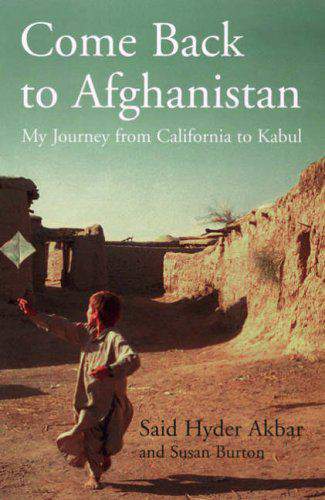 Come Back
to Afghanistan
My Journey from California to Kabul
Said Hyder Akbar
and Susan Burton